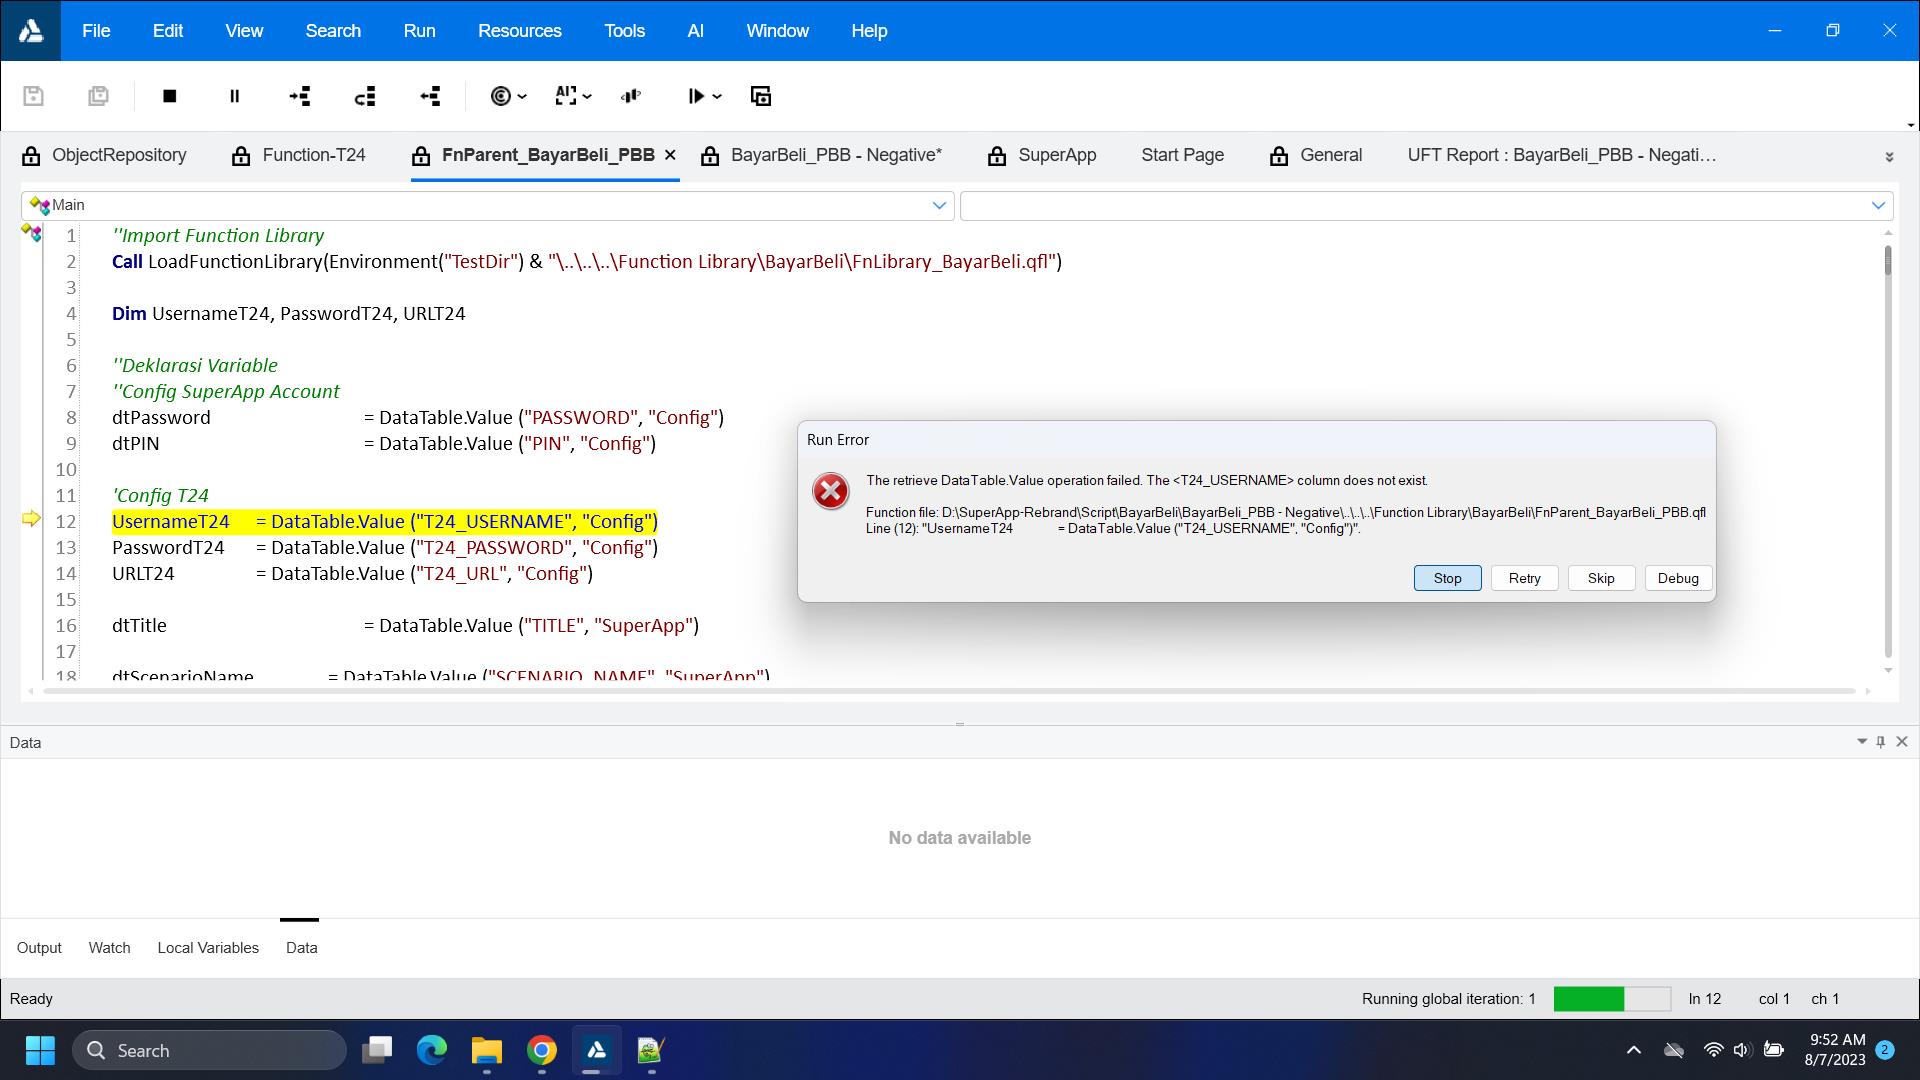 File Edit View Search Run Resources Tools AI Window Help
ObjectRepository Function-T24 FnParent_BayarBeli_PBB BayarBeli_PBB - Negative* SuperApp Start Page General UFT Report : BayarBeli_PBB - Negati...
Main
1 ''Import Function Library
2 Call LoadFunctionLibrary(Environment("TestDir") & "\..\..\..\Function Library\BayarBeli\FnLibrary_BayarBeli.qfl")
3
4 Dim UsernameT24, PasswordT24, URLT24
5
6 ''Deklarasi Variable
7 ''Config SuperApp Account
8 dtPassword = DataTable.Value ("PASSWORD", "Config")
9 dtPIN = DataTable.Value ("PIN", "Config")
10
11 'Config T24
12 UsernameT24 = DataTable.Value ("T24_USERNAME", "Config")
13 PasswordT24 = DataTable.Value ("T24_PASSWORD", "Config")
14 URLT24 = DataTable.Value ("T24_URL", "Config")
15
16 dtTitle = DataTable.Value ("TITLE", "SuperApp")
17
18 dtScenarioName = DataTable.Value ("SCENARIO_NAME", "SuperApp")
Run Error
The retrieve DataTable.Value operation failed. The <T24_USERNAME> column does not exist.
Function file: D:\SuperApp-Rebrand\Script\BayarBeli\BayarBeli_PBB - Negative\..\..\..\Function Library\BayarBeli\FnParent_BayarBeli_PBB.qfl
Line (12): "UsernameT24 = DataTable.Value ("T24_USERNAME", "Config")".
Stop Retry Skip Debug
Data
No data available
Output Watch Local Variables Data
Ready Running global iteration: 1 ln 12 col 1 ch 1
Search
9:52 AM
8/7/2023
2